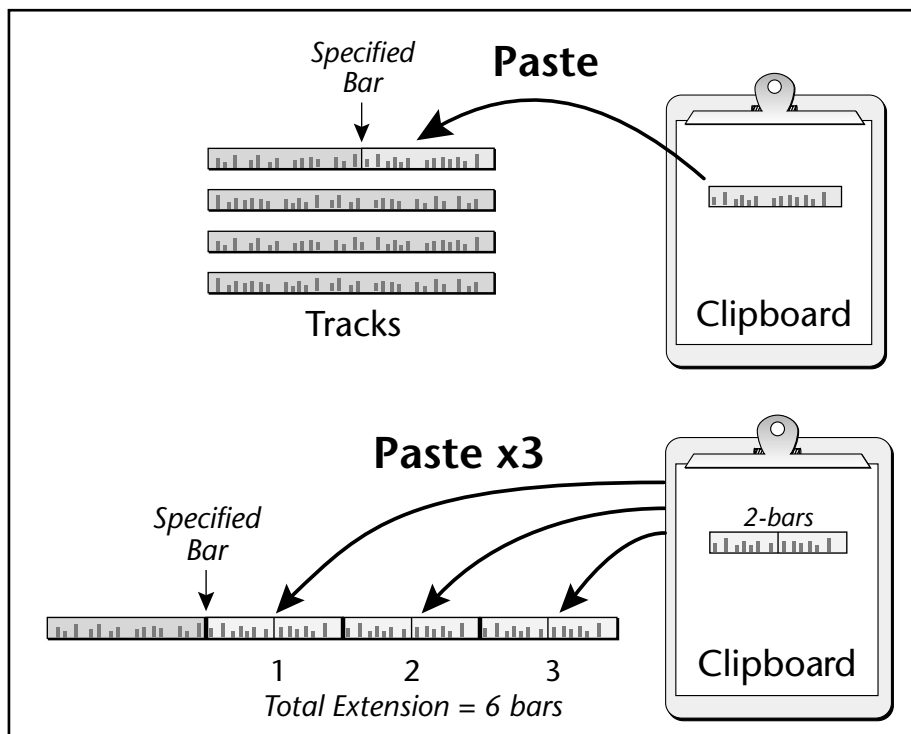 Specified
Bar
Paste
Tracks
Clipboard
Paste x3
Specified
Bar
2-bars
1 2 3
Total Extension = 6 bars
Clipboard